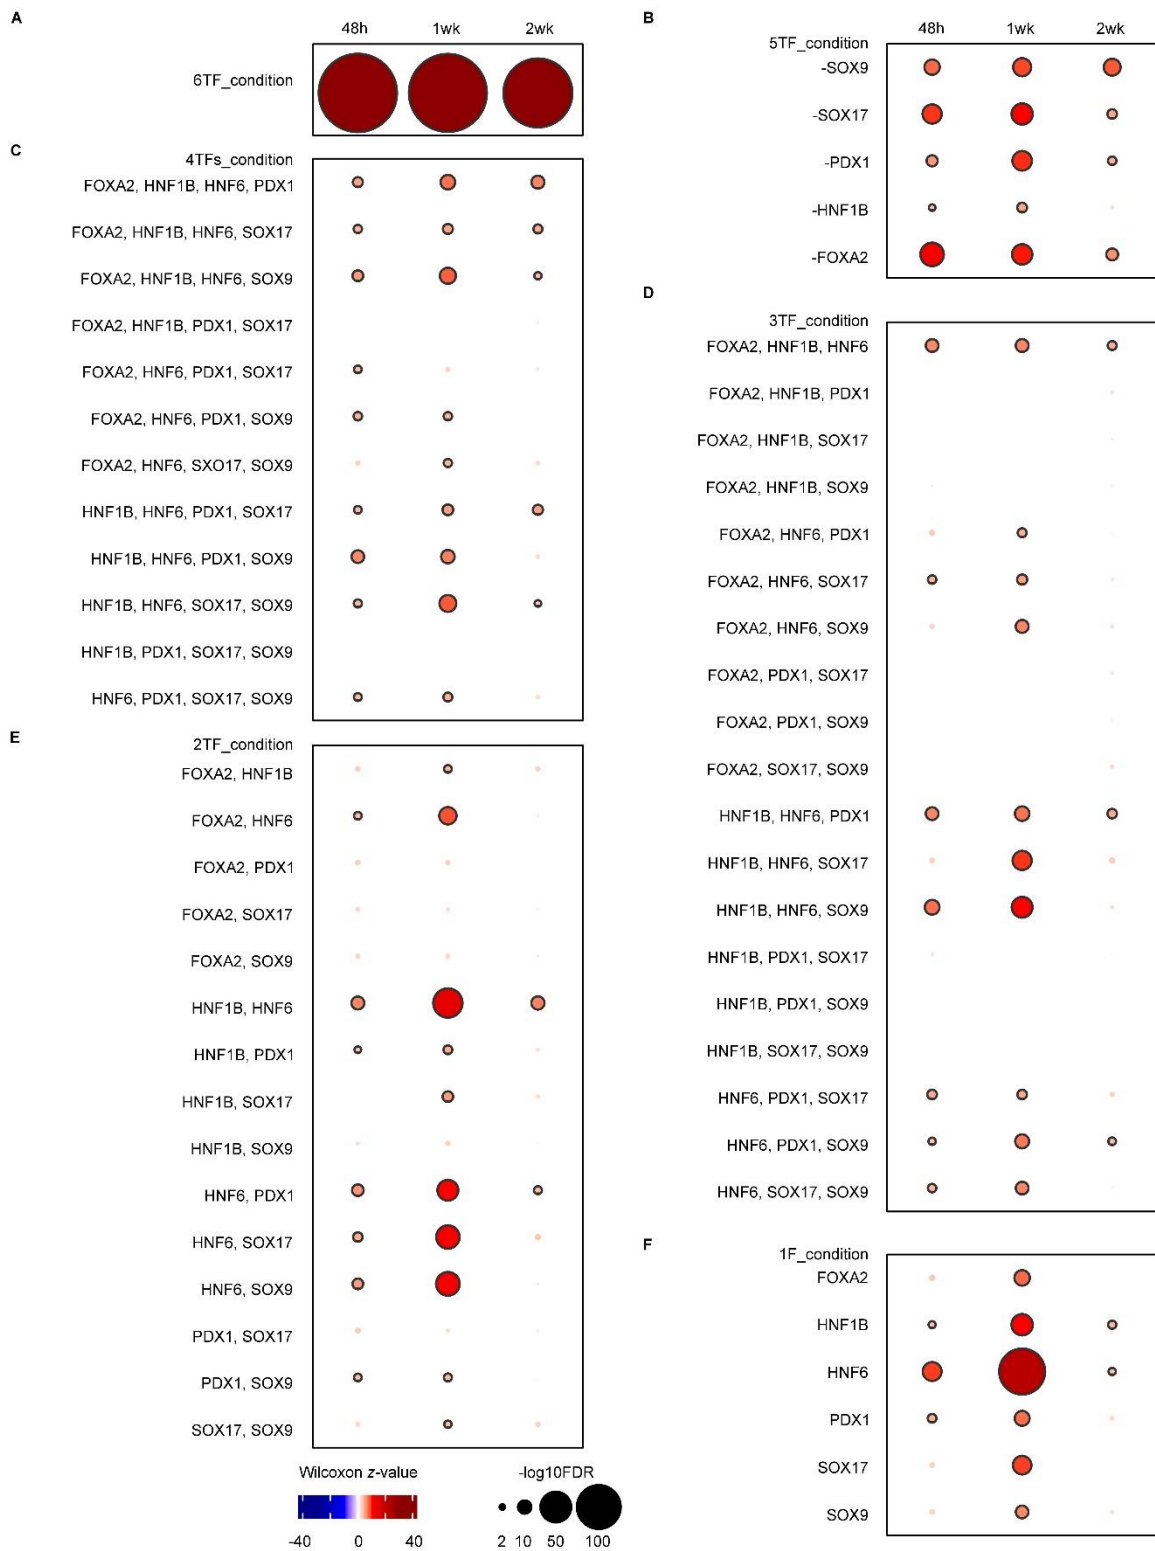 A
48h 1wk 2wk
6TF_condition
B
48h 1wk 2wk
5TF_condition
-SOX9
-SOX17
-PDX1
-HNF1B
-FOXA2
C
4TFs_condition
FOXA2, HNF1B, HNF6, PDX1
FOXA2, HNF1B, HNF6, SOX17
FOXA2, HNF1B, HNF6, SOX9
FOXA2, HNF1B, PDX1, SOX17
FOXA2, HNF6, PDX1, SOX17
FOXA2, HNF6, PDX1, SOX9
FOXA2, HNF6, SXO17, SOX9
HNF1B, HNF6, PDX1, SOX17
HNF1B, HNF6, PDX1, SOX9
HNF1B, HNF6, SOX17, SOX9
HNF1B, PDX1, SOX17, SOX9
HNF6, PDX1, SOX17, SOX9
D
3TF_condition
FOXA2, HNF1B, HNF6
FOXA2, HNF1B, PDX1
FOXA2, HNF1B, SOX17
FOXA2, HNF1B, SOX9
FOXA2, HNF6, PDX1
FOXA2, HNF6, SOX17
FOXA2, HNF6, SOX9
FOXA2, PDX1, SOX17
FOXA2, PDX1, SOX9
FOXA2, SOX17, SOX9
HNF1B, HNF6, PDX1
HNF1B, HNF6, SOX17
HNF1B, HNF6, SOX9
HNF1B, PDX1, SOX17
HNF1B, PDX1, SOX9
HNF1B, SOX17, SOX9
HNF6, PDX1, SOX17
HNF6, PDX1, SOX9
HNF6, SOX17, SOX9
E
2TF_condition
FOXA2, HNF1B
FOXA2, HNF6
FOXA2, PDX1
FOXA2, SOX17
FOXA2, SOX9
HNF1B, HNF6
HNF1B, PDX1
HNF1B, SOX17
HNF1B, SOX9
HNF6, PDX1
HNF6, SOX17
HNF6, SOX9
PDX1, SOX17
PDX1, SOX9
SOX17, SOX9
F
1F_condition
FOXA2
HNF1B
HNF6
PDX1
SOX17
SOX9
Wilcoxon z-value
-40 0 40
-log10FDR
2 10 50 100